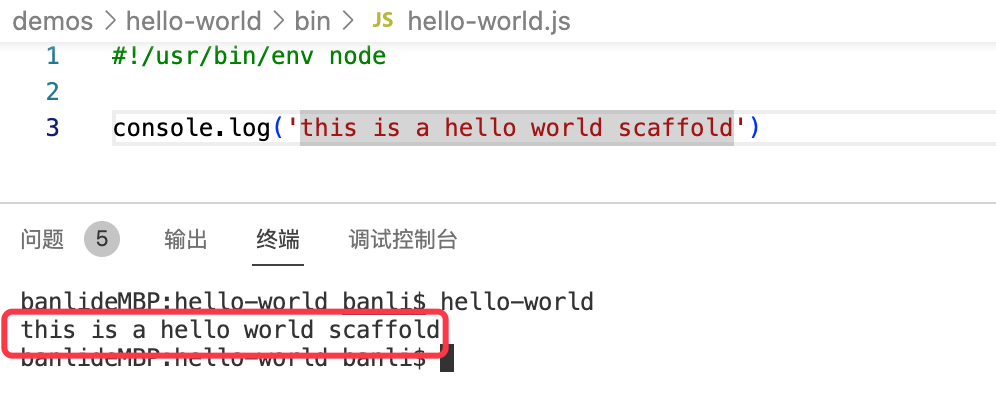 demos > hello-world > bin > JS hello-world.js
1 #!/usr/bin/env node
2
3 console.log('this is a hello world scaffold')
问题 5 输出 终端 调试控制台
banlideMBP:hello-world banli$ hello-world
this is a hello world scaffold
banlideMBP:hello-world banli$